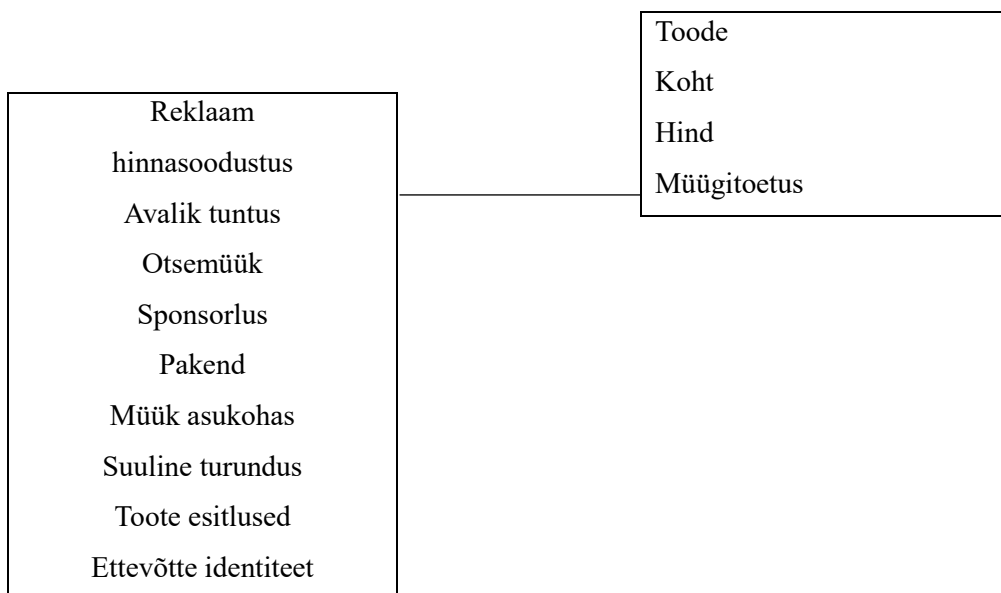 Toode
Koht
Hind
Müügitoetus
Reklaam
hinnasoodustus
Avalik tuntus
Otsemüük
Sponsorlus
Pakend
Müük asukohas
Suuline turundus
Toote esitlused
Ettevõtte identiteet